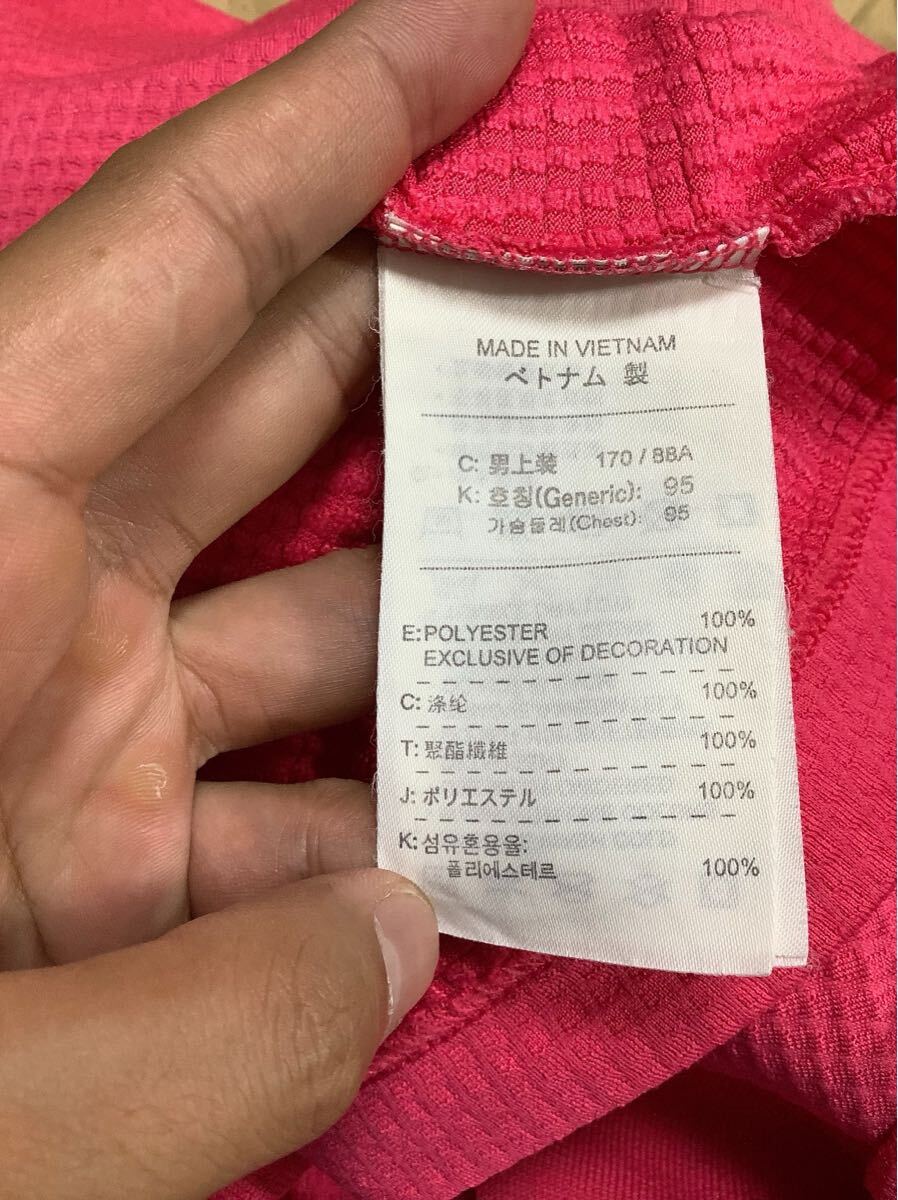 MADE IN VIETNAM
ベトナム 製
C: 男上装 170 / 88A
K: 호칭(Generic): 95
가슴둘레(Chest): 95
E: POLYESTER 100%
EXCLUSIVE OF DECORATION
C: 涤纶 100%
T: 聚酯纖維 100%
J: ポリエステル 100%
K: 섬유혼용율:
폴리에스테르 100%